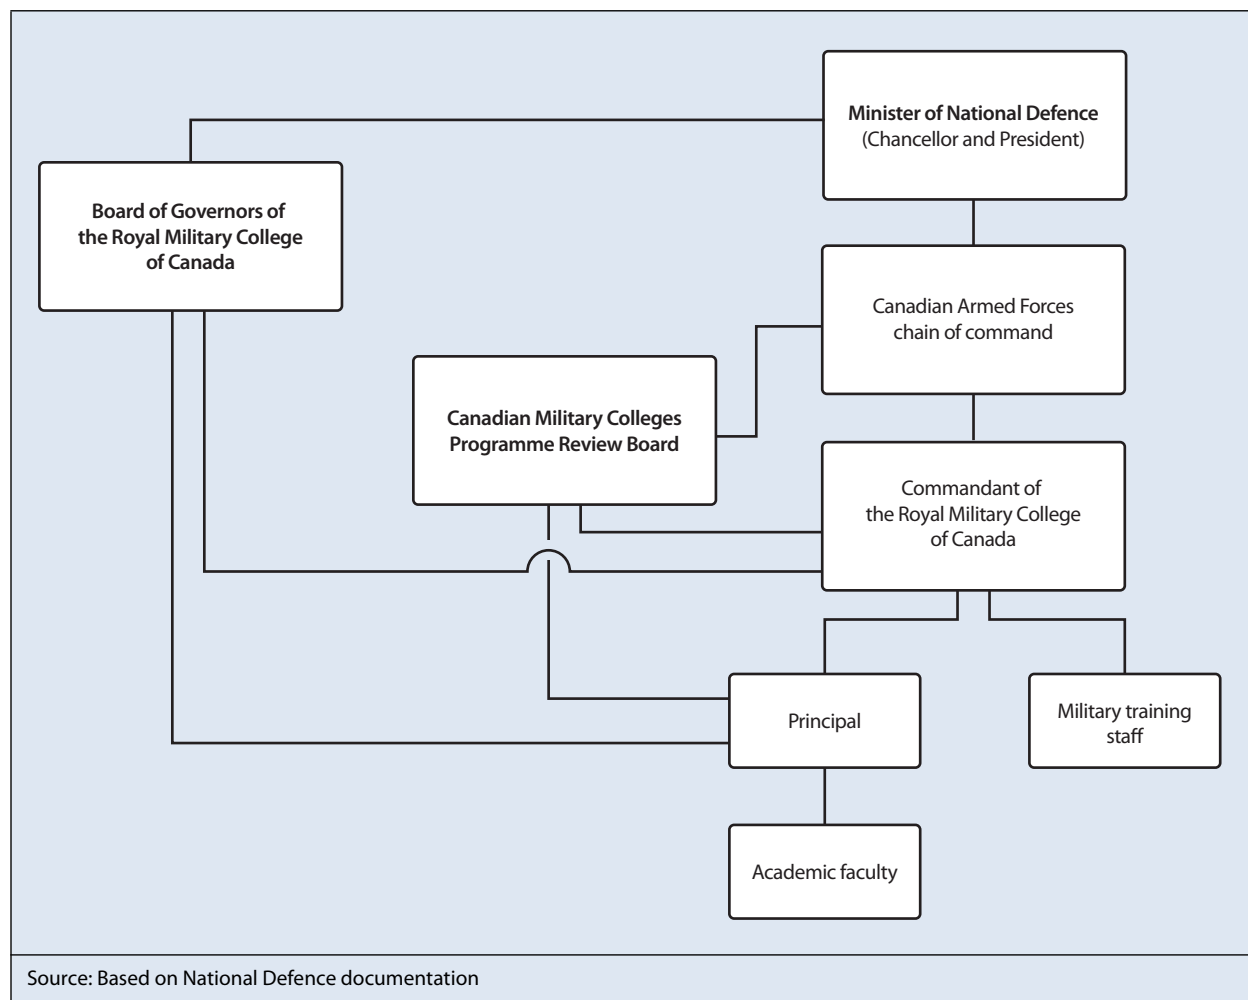 Minister of National Defence
(Chancellor and President)
Board of Governors of
the Royal Military College
of Canada
Canadian Armed Forces
chain of command
Canadian Military Colleges
Programme Review Board
Commandant of
the Royal Military College
of Canada
Principal
Military training
staff
Academic faculty
Source: Based on National Defence documentation